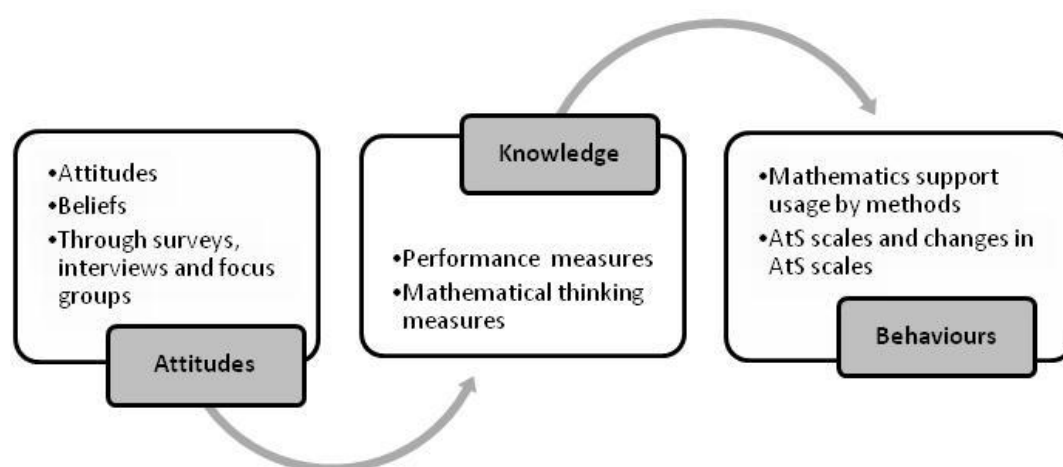 •Attitudes
•Beliefs
•Through surveys,
interviews and focus
groups
Attitudes
Knowledge
•Performance measures
•Mathematical thinking
measures
•Mathematics support
usage by methods
•AtS scales and changes in
AtS scales
Behaviours